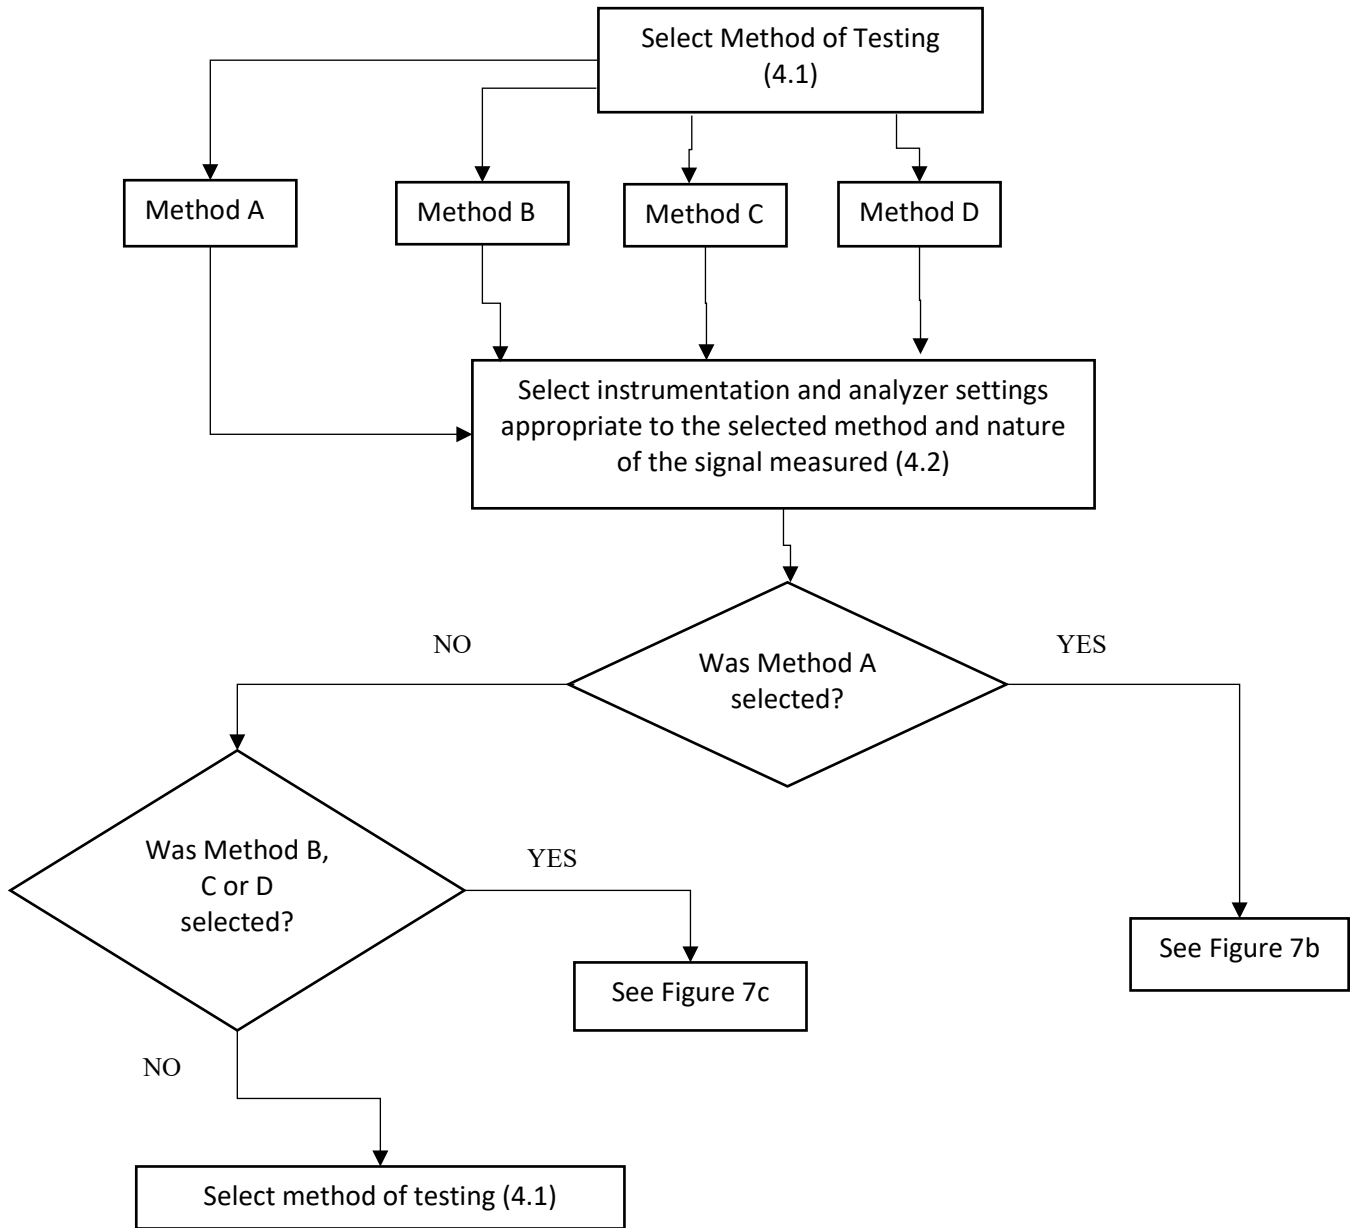 Select Method of Testing
(4.1)
Method A
Method B
Method C
Method D
Select instrumentation and analyzer settings
appropriate to the selected method and nature
of the signal measured (4.2)
NO
YES
Was Method A
selected?
Was Method B,
C or D
selected?
YES
See Figure 7b
See Figure 7c
NO
Select method of testing (4.1)